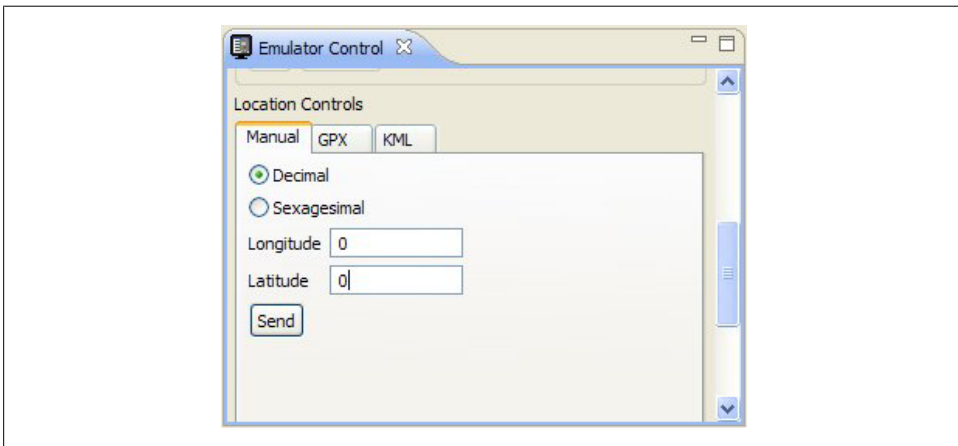 Emulator Control
Location Controls
Manual GPX KML
Decimal
Sexagesimal
Longitude 0
Latitude 0
Send